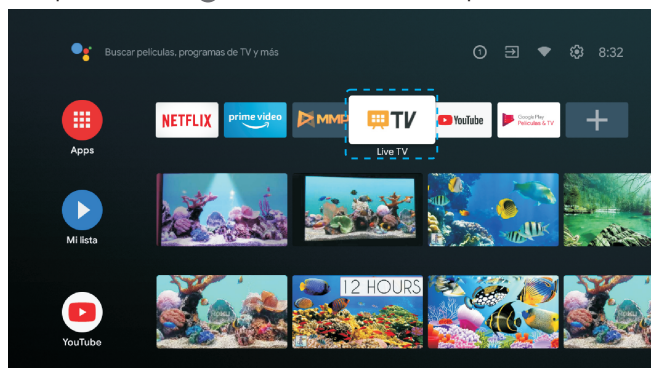 Buscar películas, programas de TV y más
1
8:32
Apps
NETFLIX
prime video
MMP
TV
YouTube
Google Play
Películas & TV
Live TV
Mi lista
YouTube
12 HOURS